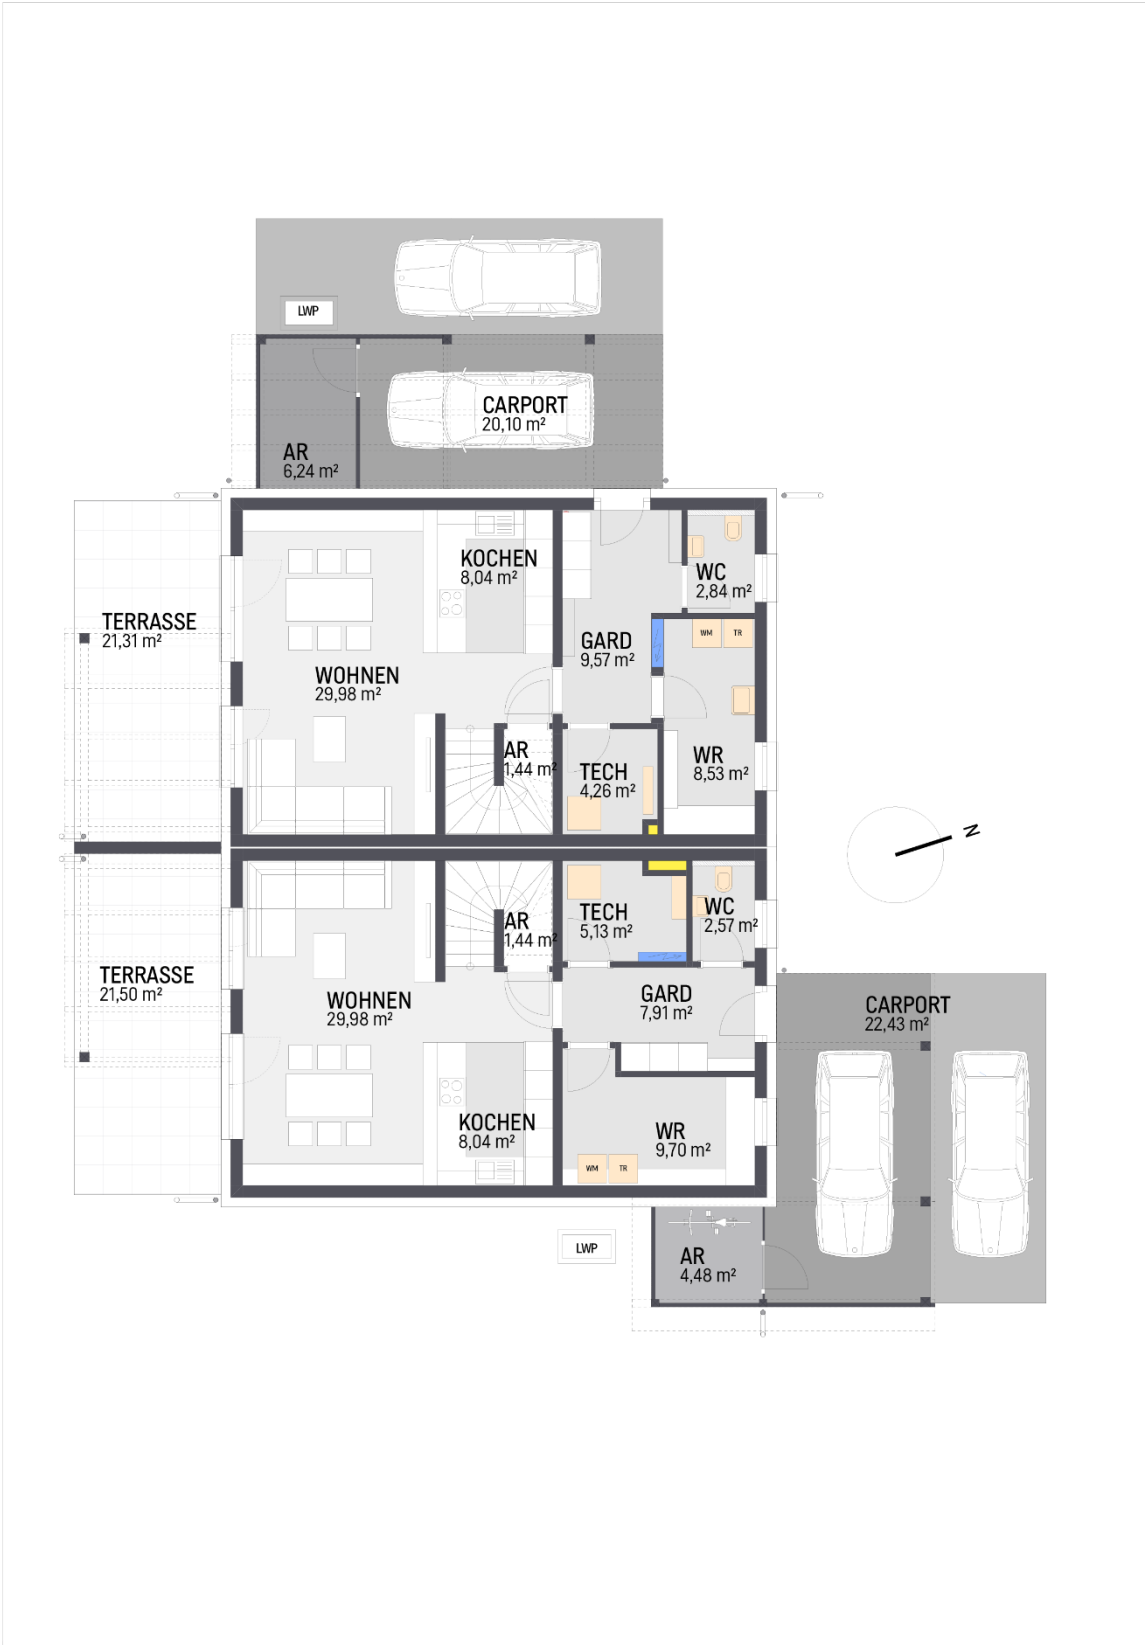 LWP
CARPORT
20,10 m²
AR
6,24 m²
KOCHEN
8,04 m²
WC
2,84 m²
TERRASSE
21,31 m²
GARD
9,57 m²
WM
TR
WOHNEN
29,98 m²
AR
1,44 m²
TECH
4,26 m²
WR
8,53 m²
N
TECH
5,13 m²
WC
2,57 m²
AR
1,44 m²
TERRASSE
21,50 m²
WOHNEN
29,98 m²
GARD
7,91 m²
CARPORT
22,43 m²
KOCHEN
8,04 m²
WR
9,70 m²
WM
TR
LWP
AR
4,48 m²